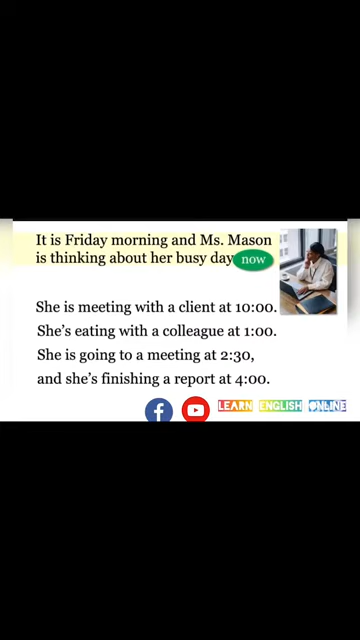 It is Friday morning and Ms. Mason
is thinking about her busy day now
She is meeting with a client at 10:00.
She's eating with a colleague at 1:00.
She is going to a meeting at 2:30,
and she's finishing a report at 4:00.
LEARN ENGLISH ONLINE